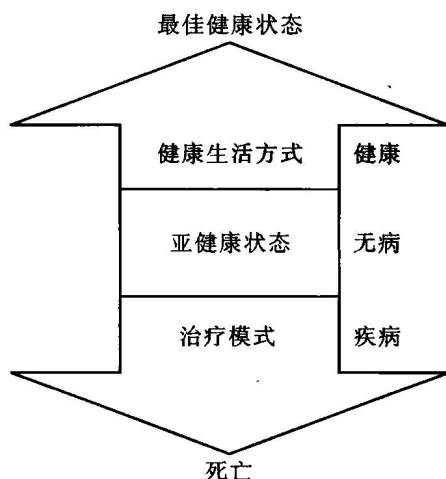 最佳健康状态
健康生活方式 健康
亚健康状态 无病
治疗模式 疾病
死亡